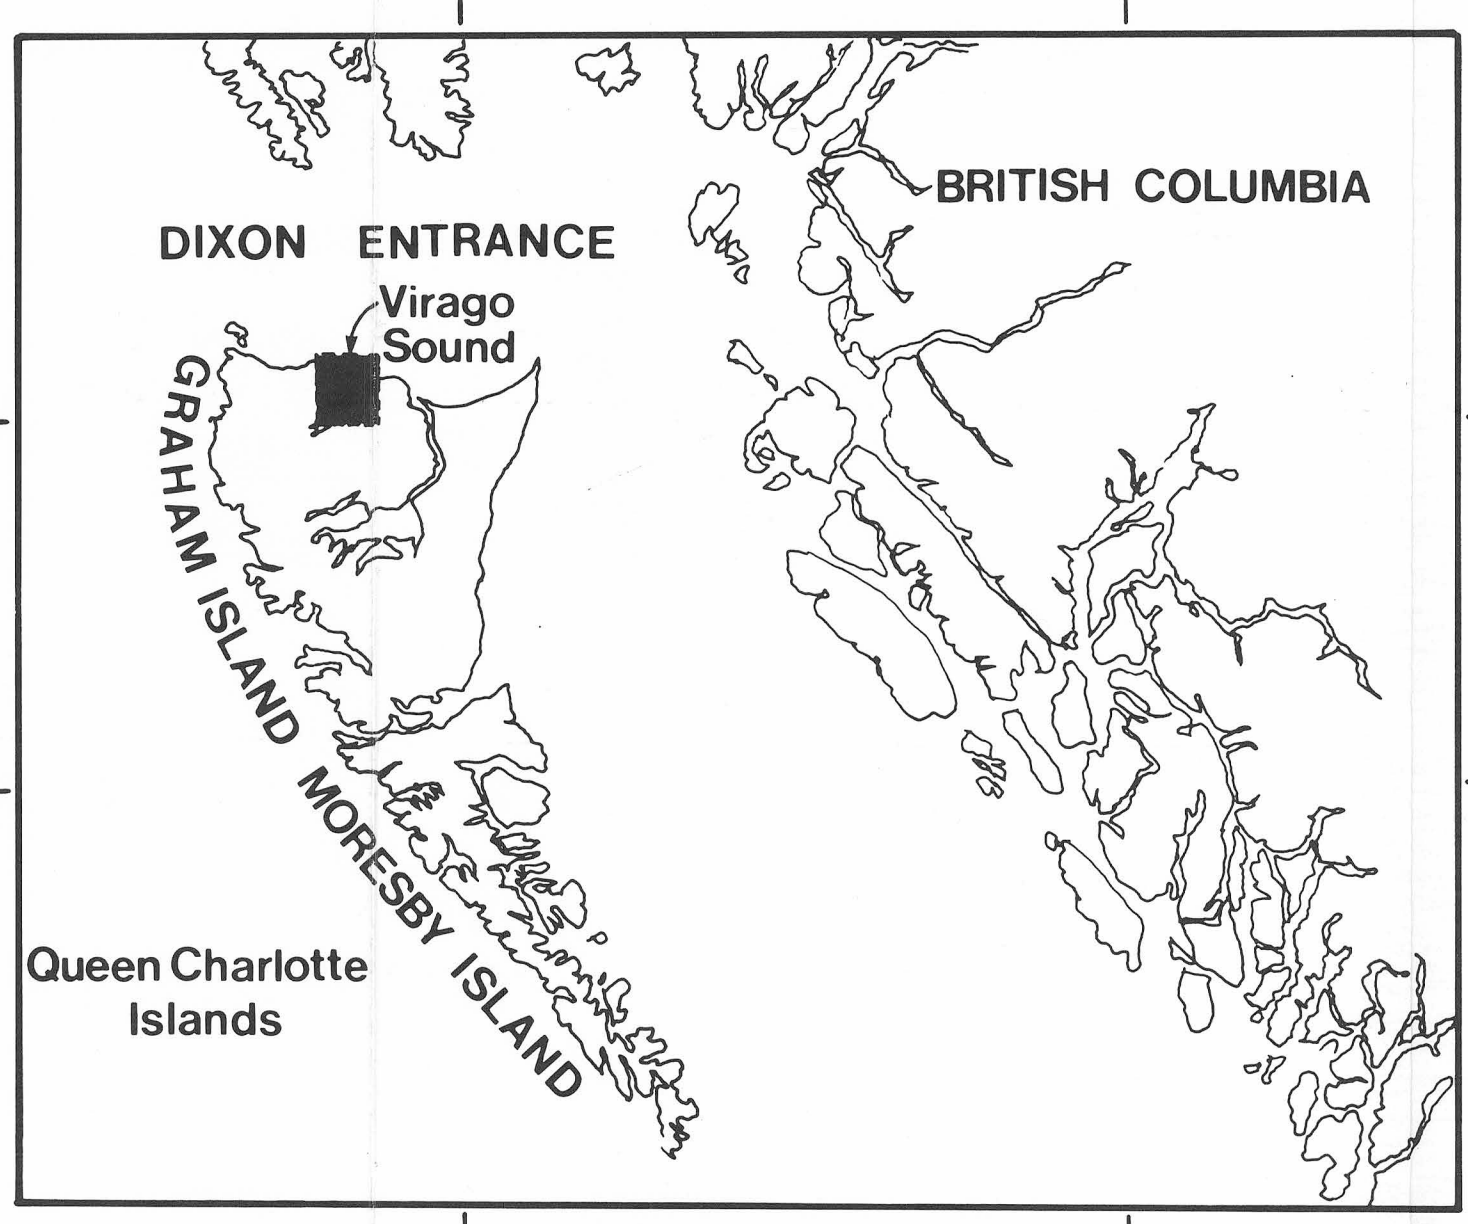 BRITISH COLUMBIA
DIXON ENTRANCE
Virago
Sound
GRAHAM ISLAND
MORESBY ISLAND
Queen Charlotte
Islands